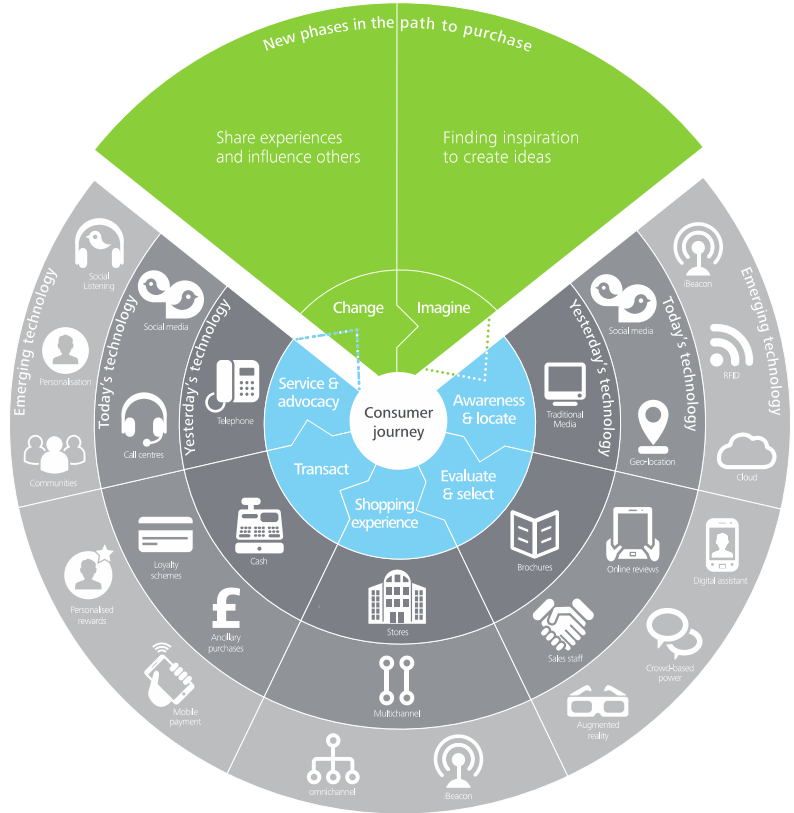 New phases in the path to purchase
Share experiences
and influence others
Finding inspiration
to create ideas
Change
Imagine
Emerging technology
Today's technology
Yesterday's technology
Yesterday's technology
Today's technology
Emerging technology
Social
Listening
Social media
Personalisation
Telephone
Call centres
Communities
Service &
advocacy
Consumer
journey
Awareness
& locate
Traditional
Media
Social media
iBeacon
RFID
Geo-location
Cloud
Transact
Shopping
experience
Evaluate
& select
Cash
Loyalty
schemes
Personalised
rewards
Ancillary
purchases
Mobile
payment
Stores
Multichannel
omnichannel
iBeacon
Brochures
Online reviews
Digital assistant
Sales staff
Crowd-based
power
Augmented
reality